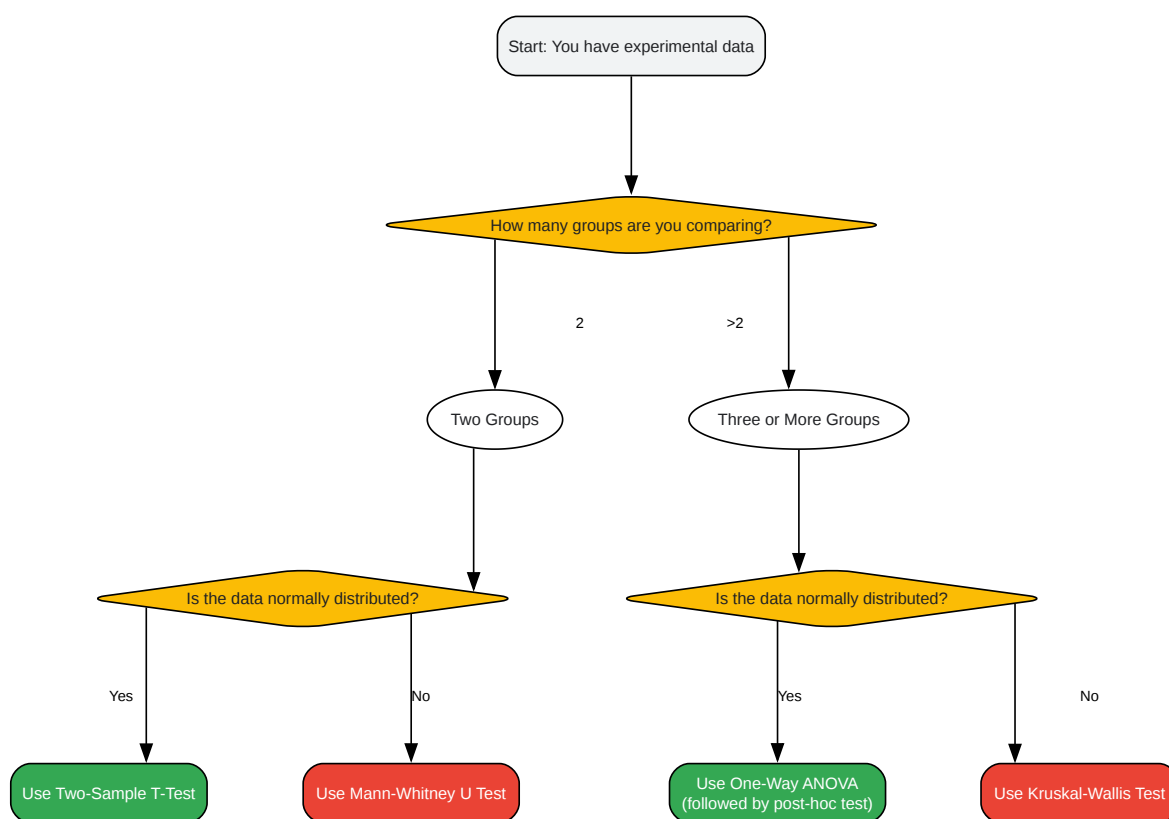 Start: You have experimental data
How many groups are you comparing?
2
>2
Two Groups
Three or More Groups
Is the data normally distributed?
Is the data normally distributed?
Yes
No
Yes
No
Use Two-Sample T-Test
Use Mann-Whitney U Test
Use One-Way ANOVA
(followed by post-hoc test)
Use Kruskal-Wallis Test